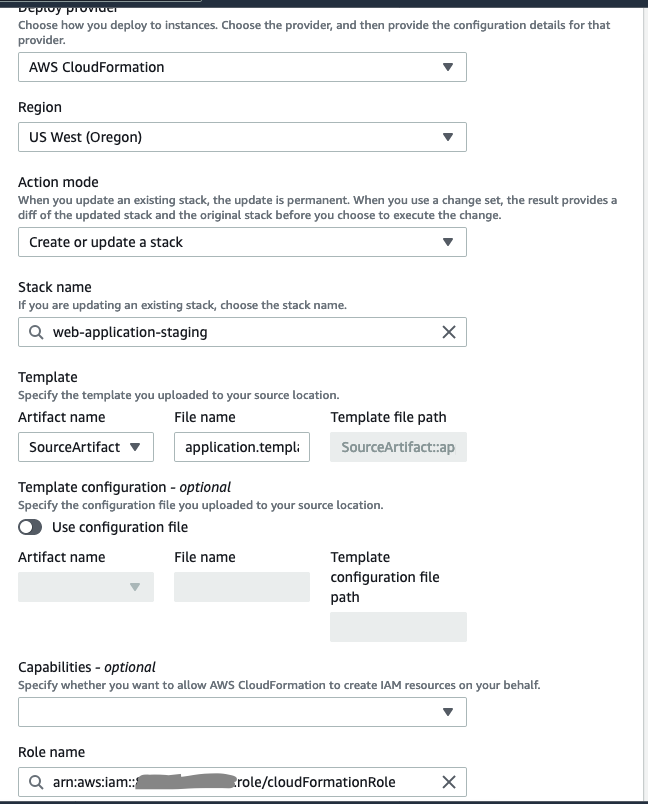 Deploy provider
Choose how you deploy to instances. Choose the provider, and then provide the configuration details for that
provider.
AWS CloudFormation
Region
US West (Oregon)
Action mode
When you update an existing stack, the update is permanent. When you use a change set, the result provides a
diff of the updated stack and the original stack before you choose to execute the change.
Create or update a stack
Stack name
If you are updating an existing stack, choose the stack name.
web-application-staging
Template
Specify the template you uploaded to your source location.
Artifact name File name Template file path
SourceArtifact application.templa SourceArtifact::ap
Template configuration - optional
Specify the configuration file you uploaded to your source location.
Use configuration file
Artifact name File name Template
configuration file
path
Capabilities - optional
Specify whether you want to allow AWS CloudFormation to create IAM resources on your behalf.
Role name
arn:aws:iam:: :role/cloudFormationRole